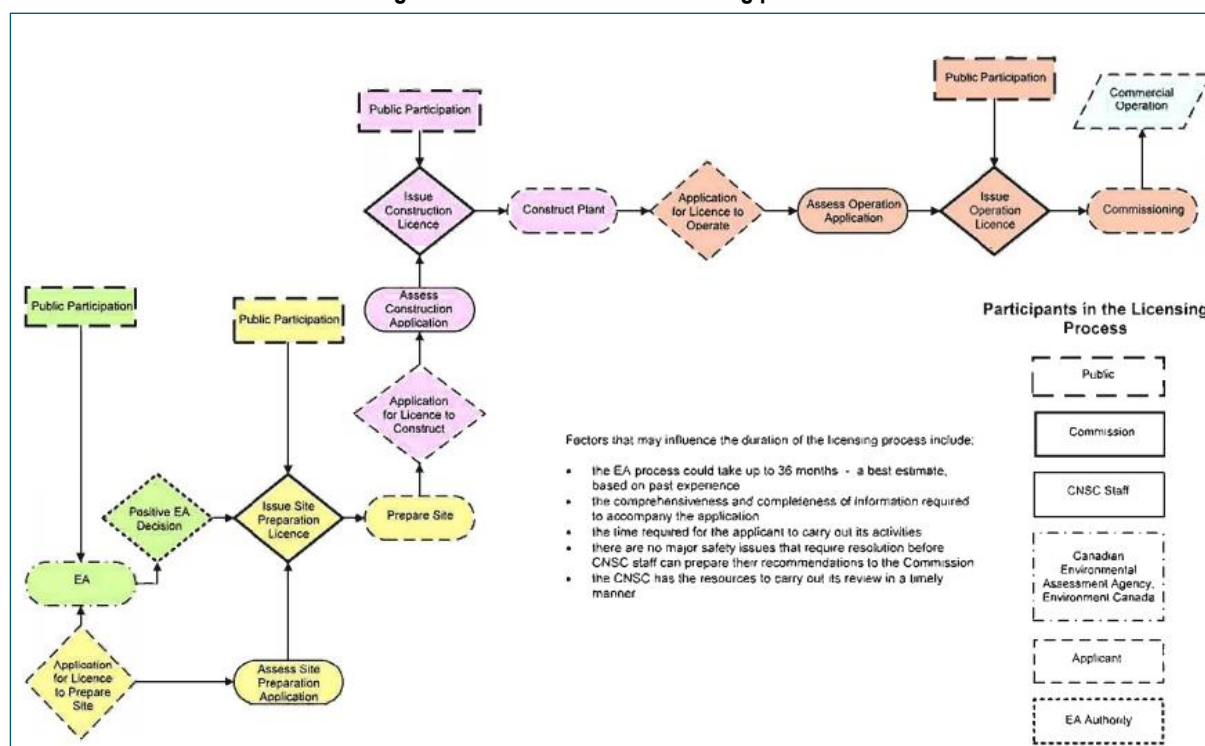 Public Participation
Commercial
Operation
Public Participation
Issue
Construction
Licence
Construct Plant
Application
for Licence to
Operate
Assess Operation
Application
Issue
Operation
Licence
Commissioning
Public Participation
Public Participation
Assess
Construction
Application
Application
for Licence to
Construct
Positive EA
Decision
Issue Site
Preparation
Licence
Prepare Site
EA
Application
for Licence
to Prepare
Site
Assess Site
Preparation
Application
Factors that may influence the duration of the licensing process include:
• the EA process could take up to 36 months - a best estimate,
based on past experience
• the comprehensiveness and completeness of information required
to accompany the application
• the time required for the applicant to carry out its activities
• there are no major safety issues that require resolution before
CNSC staff can prepare their recommendations to the Commission
• the CNSC has the resources to carry out its review in a timely
manner
Participants in the Licensing
Process
Public
Commission
CNSC Staff
Canadian
Environmental
Assessment Agency,
Environment Canada
Applicant
EA Authority